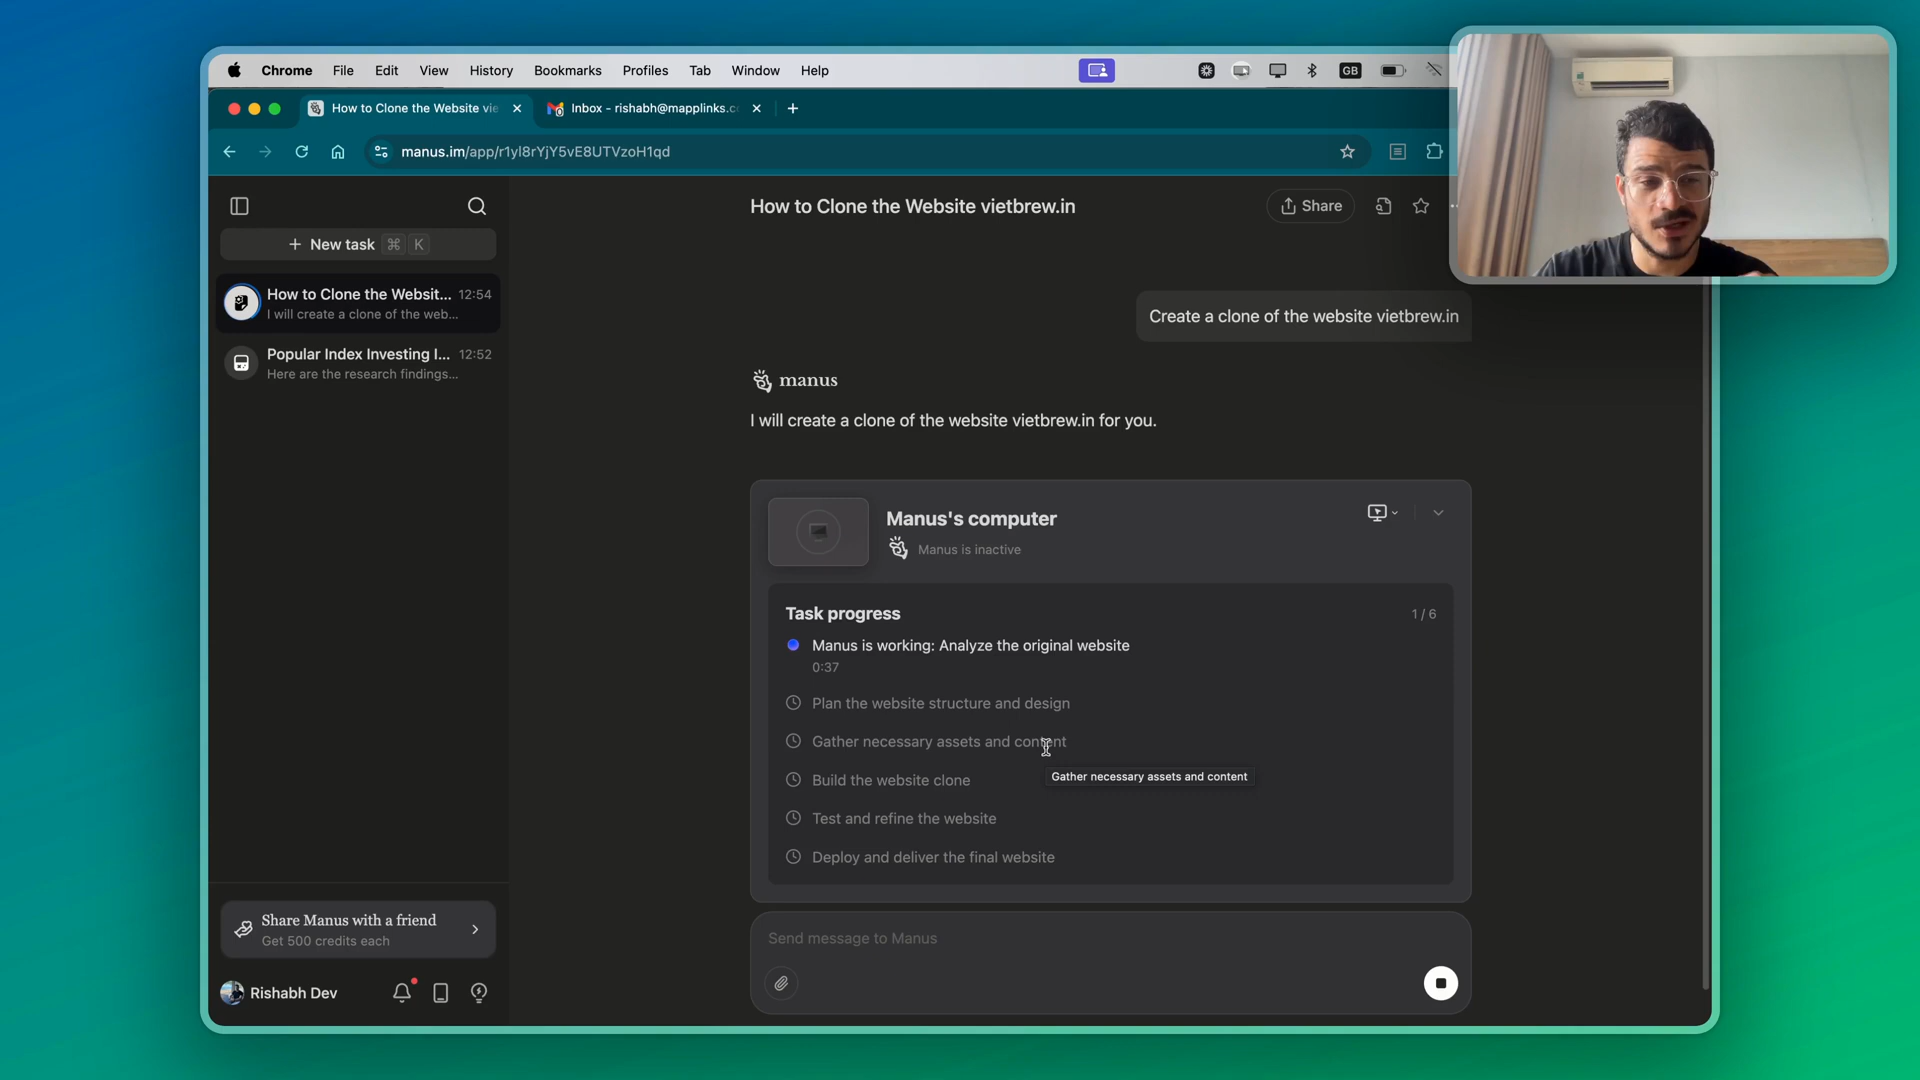 Chrome File Edit View History Bookmarks Profiles Tab Window Help
GB
How to Clone the Website vie
Inbox - rishabh@mapplinks.c
manus.im/app/r1yl8rYjY5vE8UTVzoH1qd
How to Clone the Website vietbrew.in
Share
New task ⌘ K
How to Clone the Websit... 12:54
I will create a clone of the web...
Popular Index Investing I... 12:52
Here are the research findings...
Create a clone of the website vietbrew.in
manus
I will create a clone of the website vietbrew.in for you.
Manus's computer
Manus is inactive
Task progress 1 / 6
Manus is working: Analyze the original website
0:37
Plan the website structure and design
Gather necessary assets and content
Gather necessary assets and content
Build the website clone
Test and refine the website
Deploy and deliver the final website
Share Manus with a friend
Get 500 credits each
Send message to Manus
Rishabh Dev